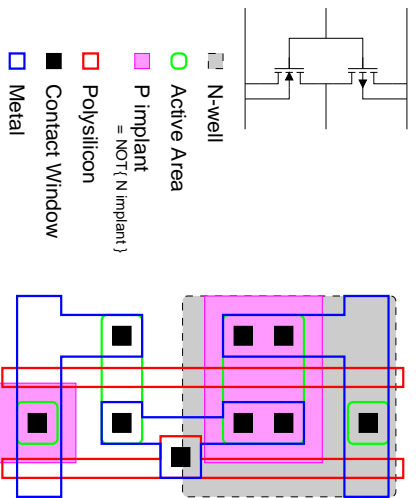 N-well
Active Area
P implant
= NOT{ N implant }
Polysilicon
Contact Window
Metal